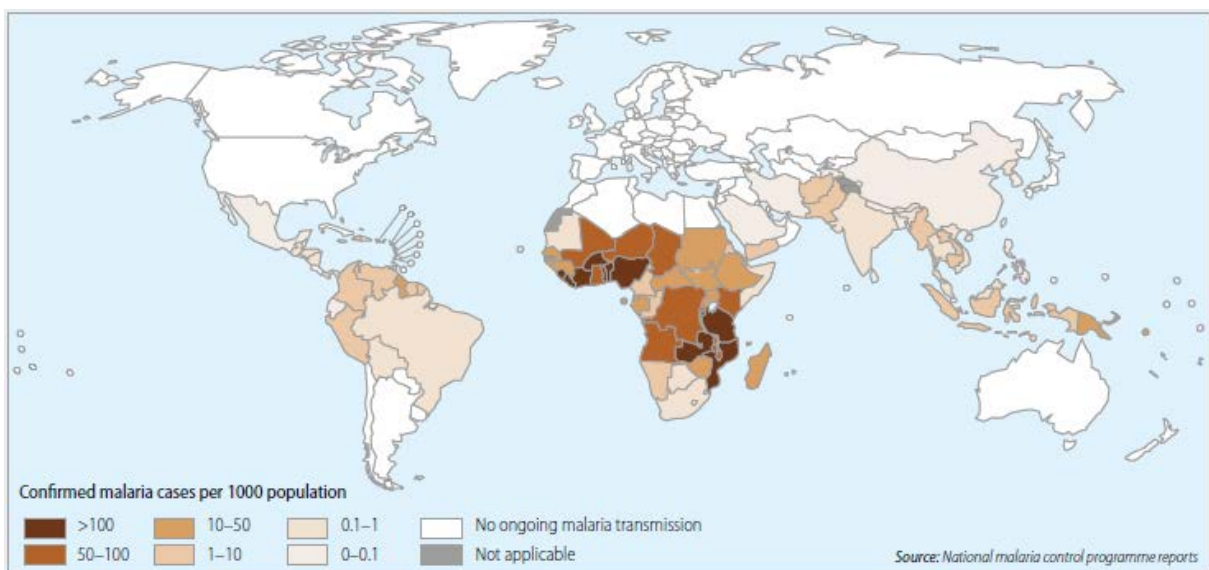 Confirmed malaria cases per 1000 population
>100 10–50 0.1–1 No ongoing malaria transmission
50–100 1–10 0–0.1 Not applicable
Source: National malaria control programme reports